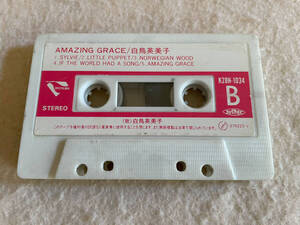 AMAZING GRACE/白鳥英美子
1. SYLVIE/2. LITTLE PUPPET/3. NORWEGIAN WOOD
4. IF THE WORLD HAD A SONG/5. AMAZING GRACE
STEREO
K28H-1034
B
(歌)白鳥英美子